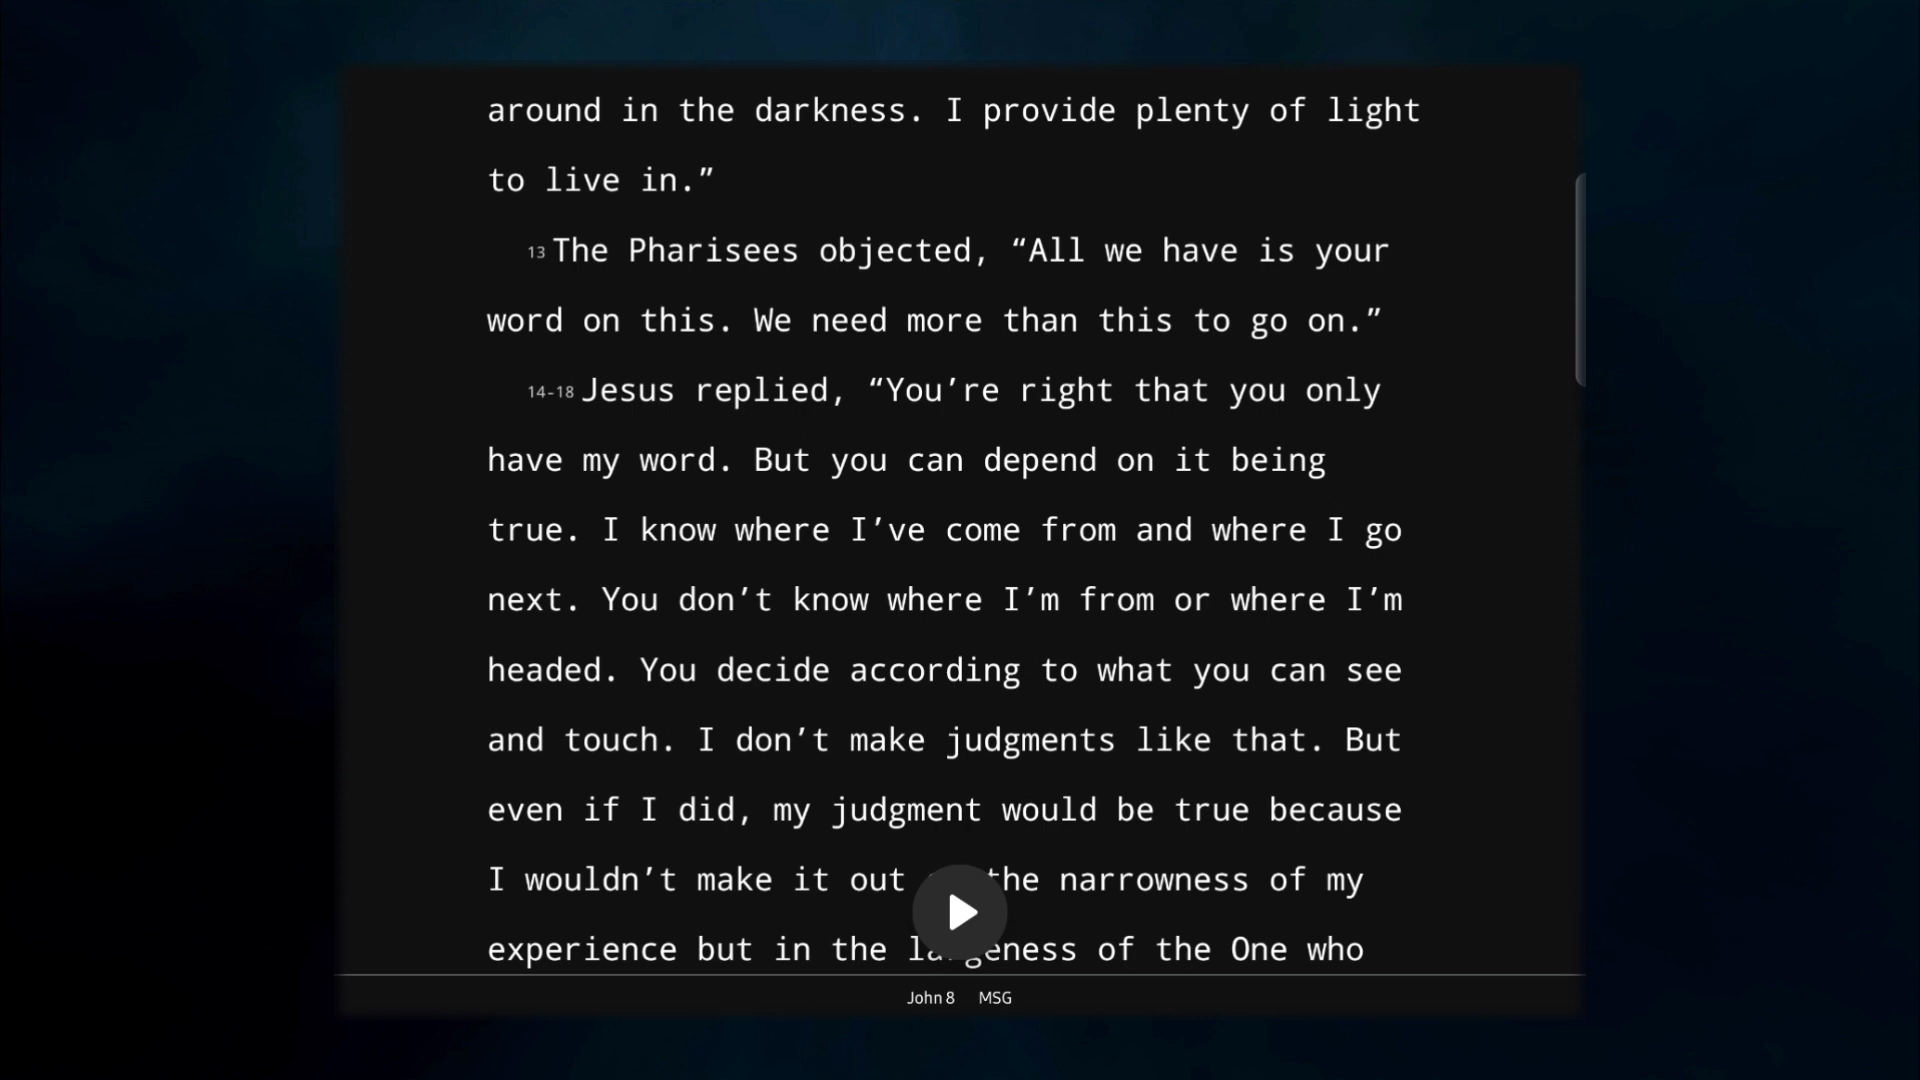 around in the darkness. I provide plenty of light
to live in.”
13 The Pharisees objected, “All we have is your
word on this. We need more than this to go on.”
14-18 Jesus replied, “You’re right that you only
have my word. But you can depend on it being
true. I know where I’ve come from and where I go
next. You don’t know where I’m from or where I’m
headed. You decide according to what you can see
and touch. I don’t make judgments like that. But
even if I did, my judgment would be true because
I wouldn’t make it out the narrowness of my
experience but in the largeness of the One who
John 8 MSG